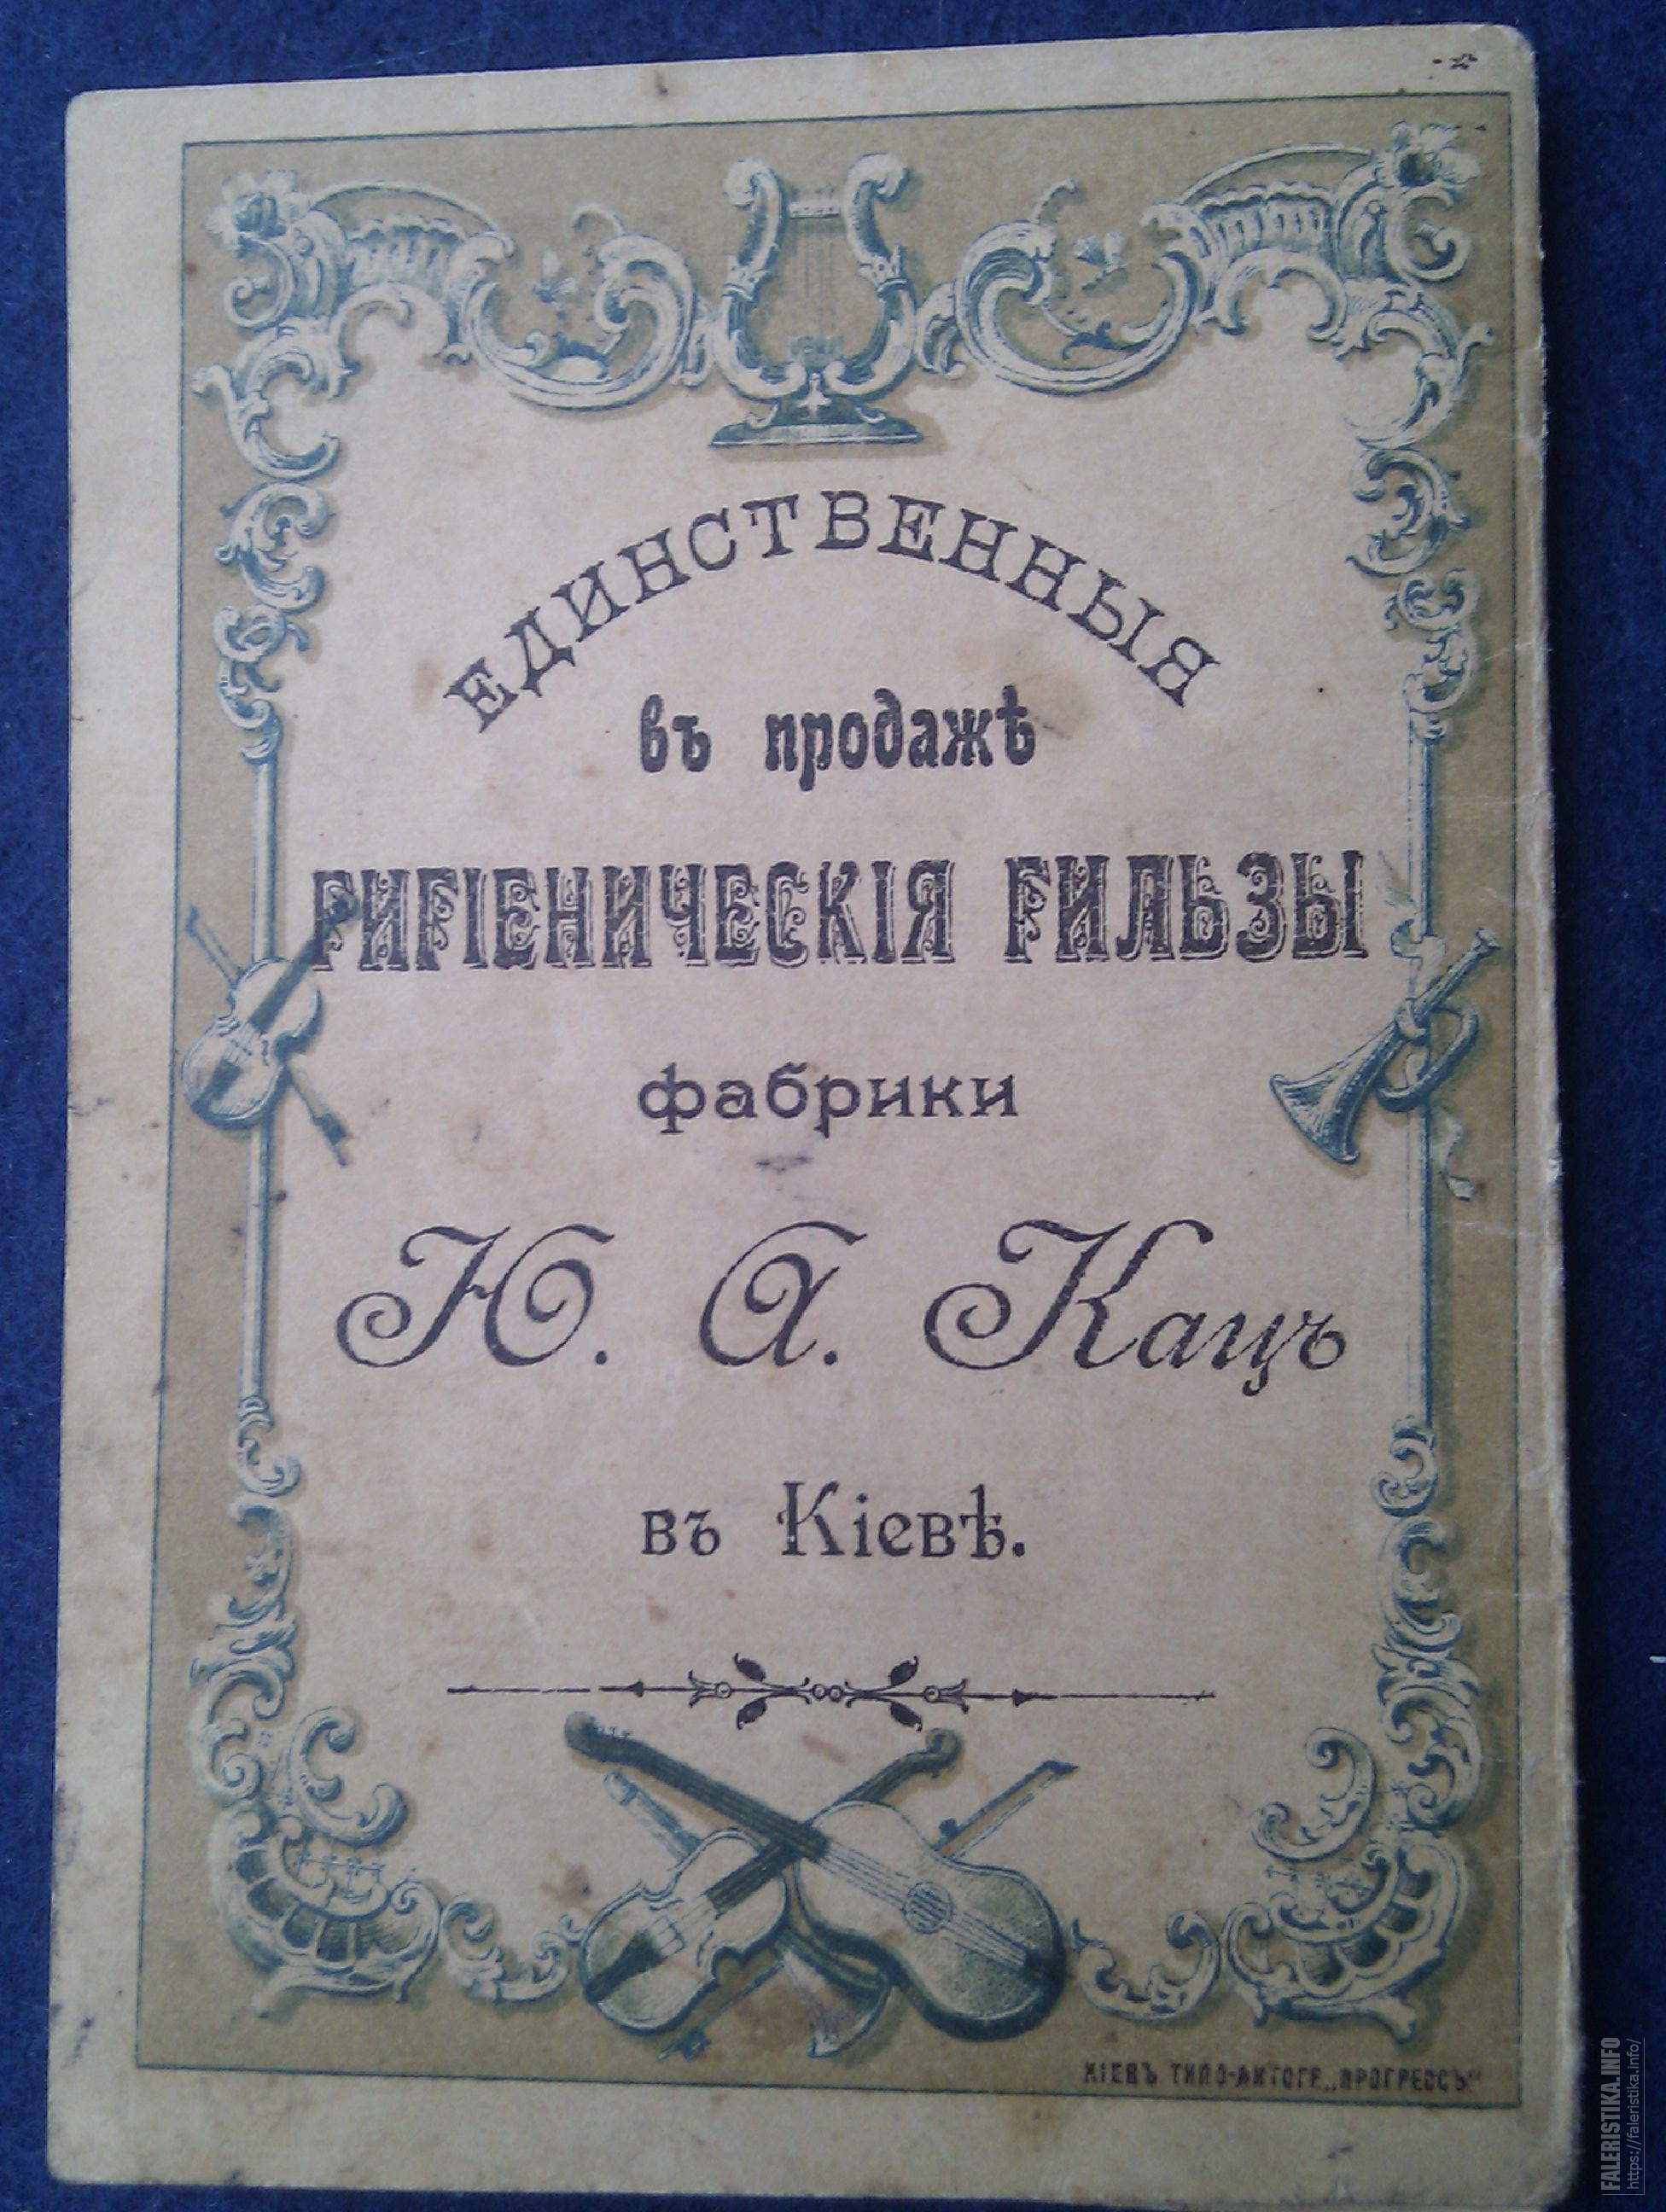 ЕДИНСТВЕННЫЯ
въ продажѣ
ГИГІЕНИЧЕСКІЯ ГИЛЬЗЫ
фабрики
Ю. А. Кацъ
въ Кіевѣ.
КІЕВЪ ТИПО-ЛИТОГР. „ПРОГРЕССЪ“
FALERISTIKA.INFO
https://faleristika.info/